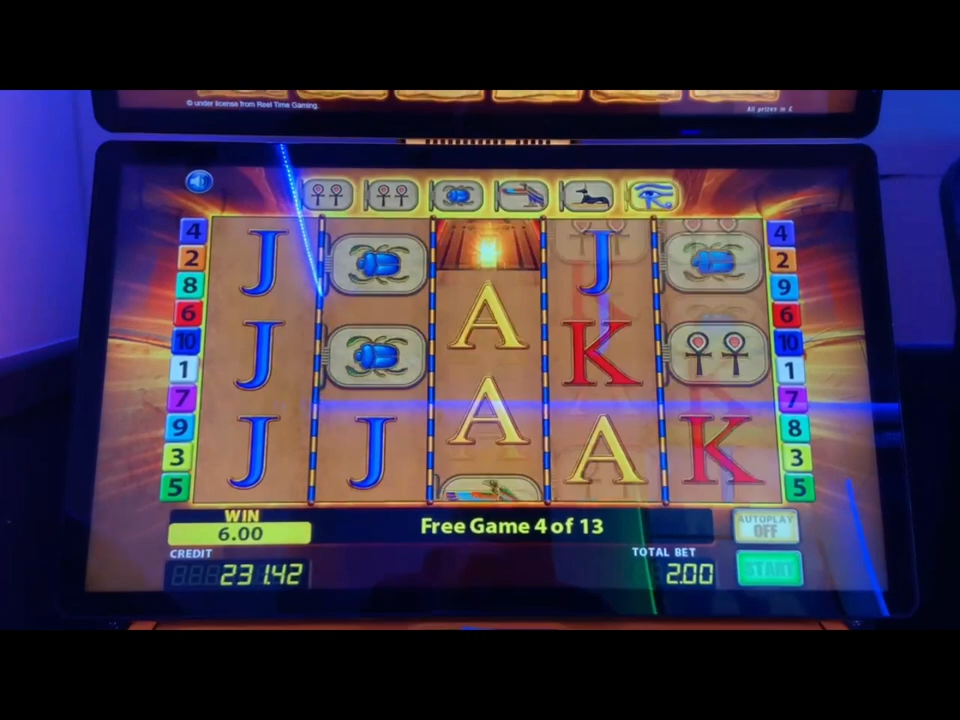 © under license from Reel Time Gaming.
All prizes in £
4 J J 4
2 2
8 A 9
6 J K 6
10 10
1 1
7 A 7
9 J J A K 8
3 3
5 5
WIN
6.00
Free Game 4 of 13
AUTOPLAY
OFF
CREDIT
231.42
TOTAL BET
2.00
START